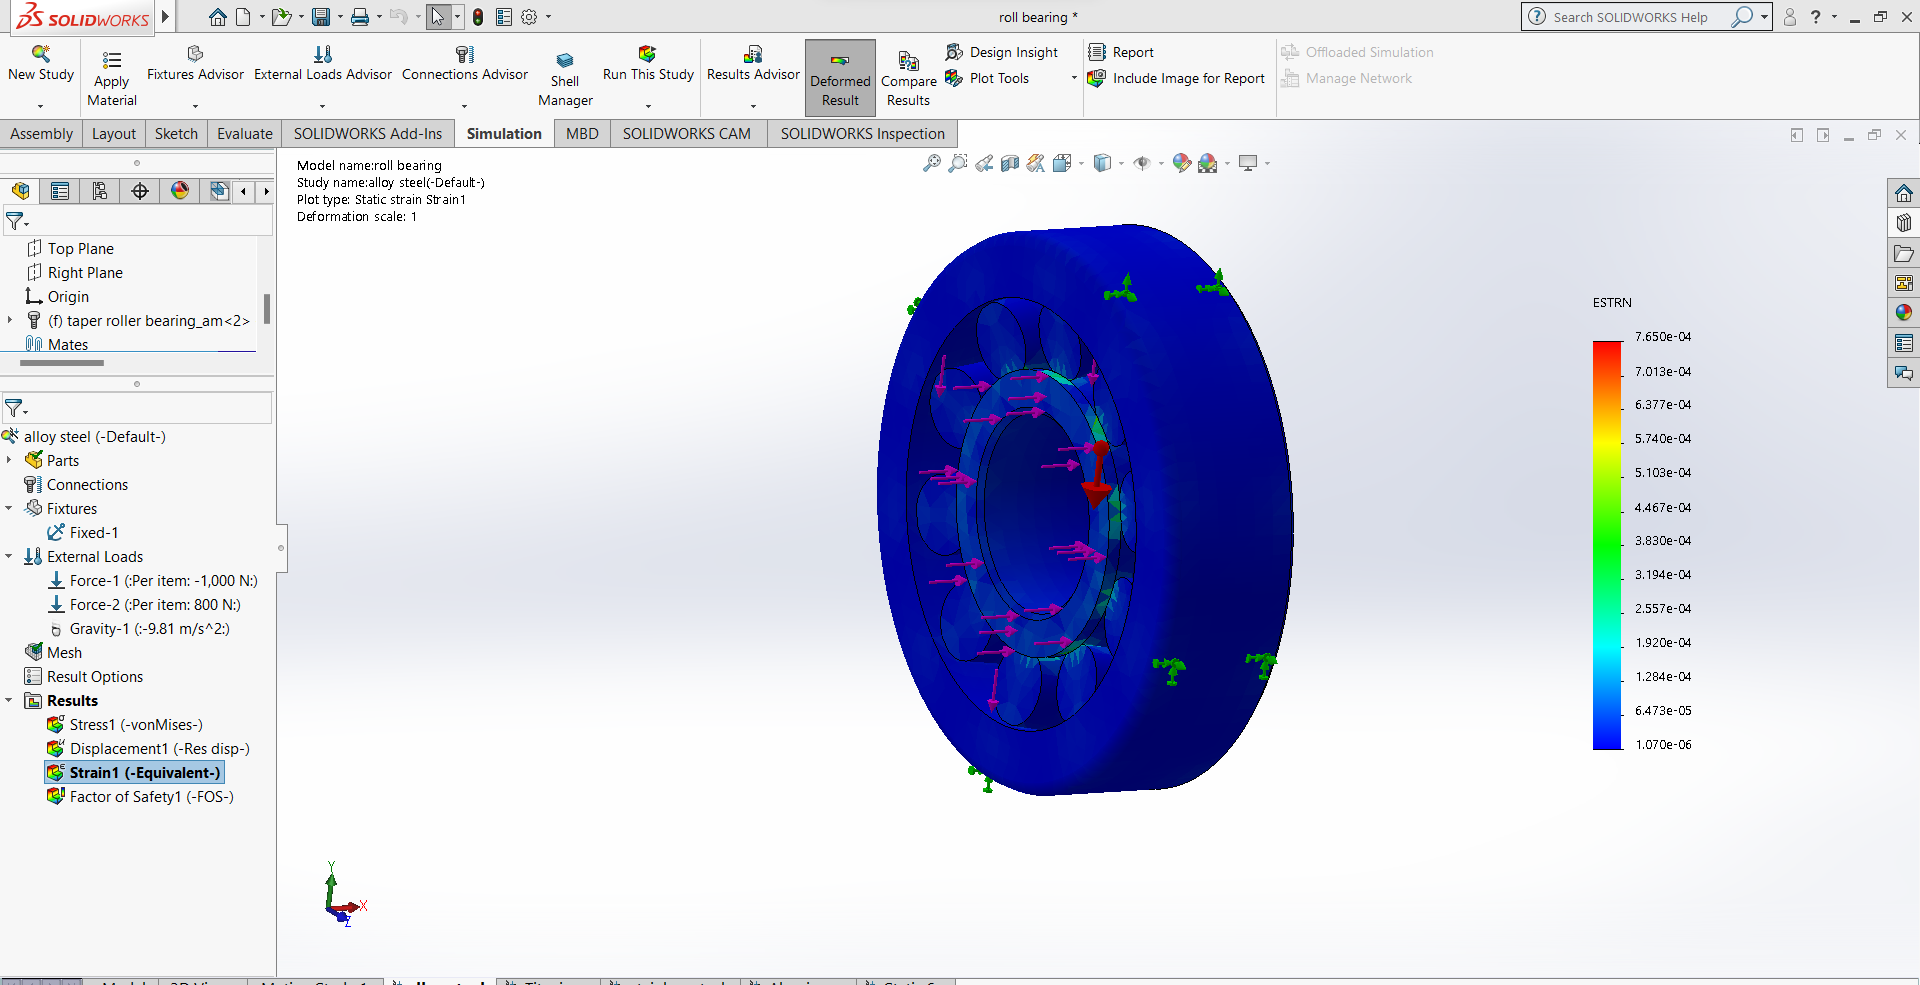 SOLIDWORKS
roll bearing *
Search SOLIDWORKS Help
New Study
Apply Material
Fixtures Advisor
External Loads Advisor
Connections Advisor
Shell Manager
Run This Study
Results Advisor
Deformed Result
Compare Results
Design Insight
Plot Tools
Report
Include Image for Report
Offloaded Simulation
Manage Network
Assembly
Layout
Sketch
Evaluate
SOLIDWORKS Add-Ins
Simulation
MBD
SOLIDWORKS CAM
SOLIDWORKS Inspection
Top Plane
Right Plane
Origin
(f) taper roller bearing_am<2>
Mates
alloy steel (-Default-)
Parts
Connections
Fixtures
Fixed-1
External Loads
Force-1 (:Per item: -1,000 N:)
Force-2 (:Per item: 800 N:)
Gravity-1 (:-9.81 m/s^2:)
Mesh
Result Options
Results
Stress1 (-vonMises-)
Displacement1 (-Res disp-)
Strain1 (-Equivalent-)
Factor of Safety1 (-FOS-)
Model name:roll bearing
Study name:alloy steel(-Default-)
Plot type: Static strain Strain1
Deformation scale: 1
ESTRN
7.650e-04
7.013e-04
6.377e-04
5.740e-04
5.103e-04
4.467e-04
3.830e-04
3.194e-04
2.557e-04
1.920e-04
1.284e-04
6.473e-05
1.070e-06
Y
X
Z